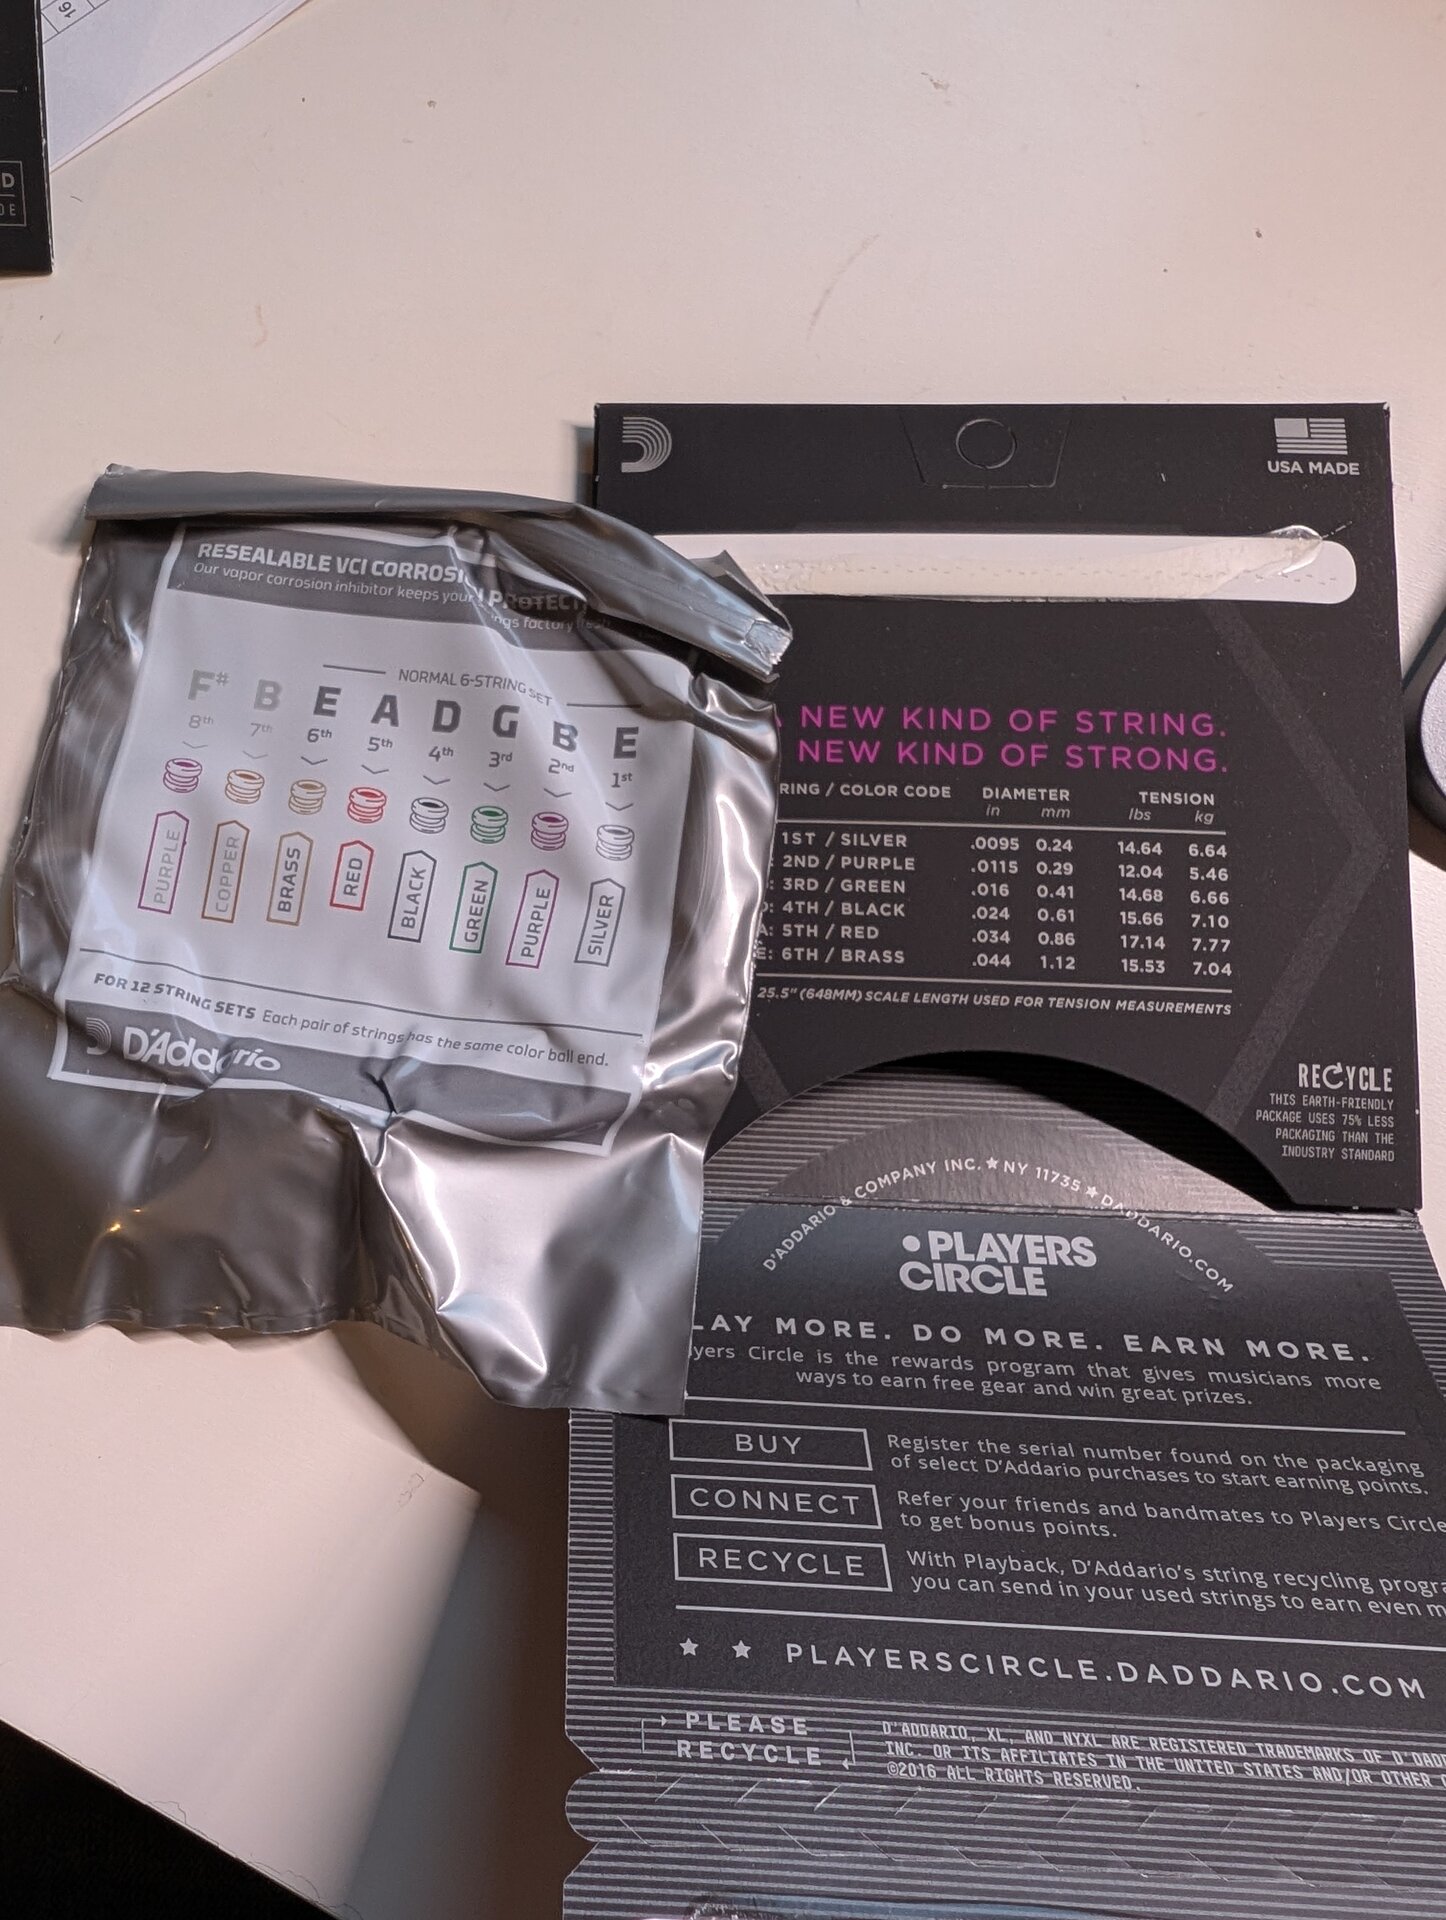 16
D
DE
USA MADE
RESEALABLE VCI CORROSI
PROTECTI
Our vapor corrosion inhibitor keeps your
ngs factory fresh
NORMAL 6-STRING SET
F# B E A D G B E
8th 7th 6th 5th 4th 3rd 2nd 1st
PURPLE COPPER BRASS RED BLACK GREEN PURPLE SILVER
FOR 12 STRING SETS Each pair of strings has the same color ball end.
D'Addario
NEW KIND OF STRING.
NEW KIND OF STRONG.
RING / COLOR CODE DIAMETER TENSION
in mm lbs kg
1ST / SILVER .0095 0.24 14.64 6.64
2ND / PURPLE .0115 0.29 12.04 5.46
3RD / GREEN .016 0.41 14.68 6.66
D: 4TH / BLACK .024 0.61 15.66 7.10
A: 5TH / RED .034 0.86 17.14 7.77
E: 6TH / BRASS .044 1.12 15.53 7.04
25.5" (648MM) SCALE LENGTH USED FOR TENSION MEASUREMENTS
RECYCLE
THIS EARTH-FRIENDLY
PACKAGE USES 75% LESS
PACKAGING THAN THE
INDUSTRY STANDARD
D'ADDARIO & COMPANY INC. ★ NY 11735 ★ DADDARIO.COM
PLAYERS
CIRCLE
LAY MORE. DO MORE. EARN MORE.
yers Circle is the rewards program that gives musicians more
ways to earn free gear and win great prizes.
BUY
Register the serial number found on the packaging
of select D'Addario purchases to start earning points.
CONNECT
Refer your friends and bandmates to Players Circle
to get bonus points.
RECYCLE
With Playback, D'Addario's string recycling progra
you can send in your used strings to earn even m
★ ★ PLAYERSCIRCLE.DADDARIO.COM
PLEASE
RECYCLE
D'ADDARIO, XL, AND NYXL ARE REGISTERED TRADEMARKS OF D'ADD
INC. OR ITS AFFILIATES IN THE UNITED STATES AND/OR OTHER
©2016 ALL RIGHTS RESERVED.